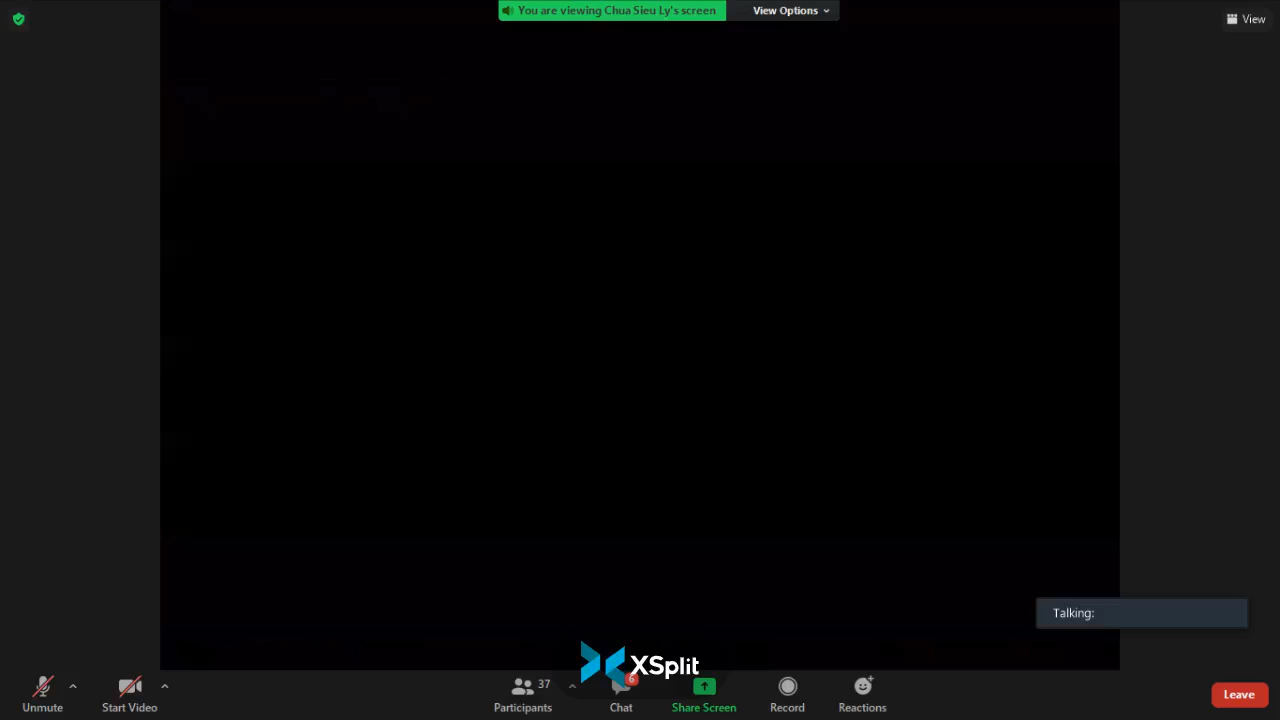 You are viewing Chua Sieu Ly's screen
View Options
View
Talking:
XSplit
Unmute
Start Video
37
Participants
6
Chat
Share Screen
Record
Reactions
Leave